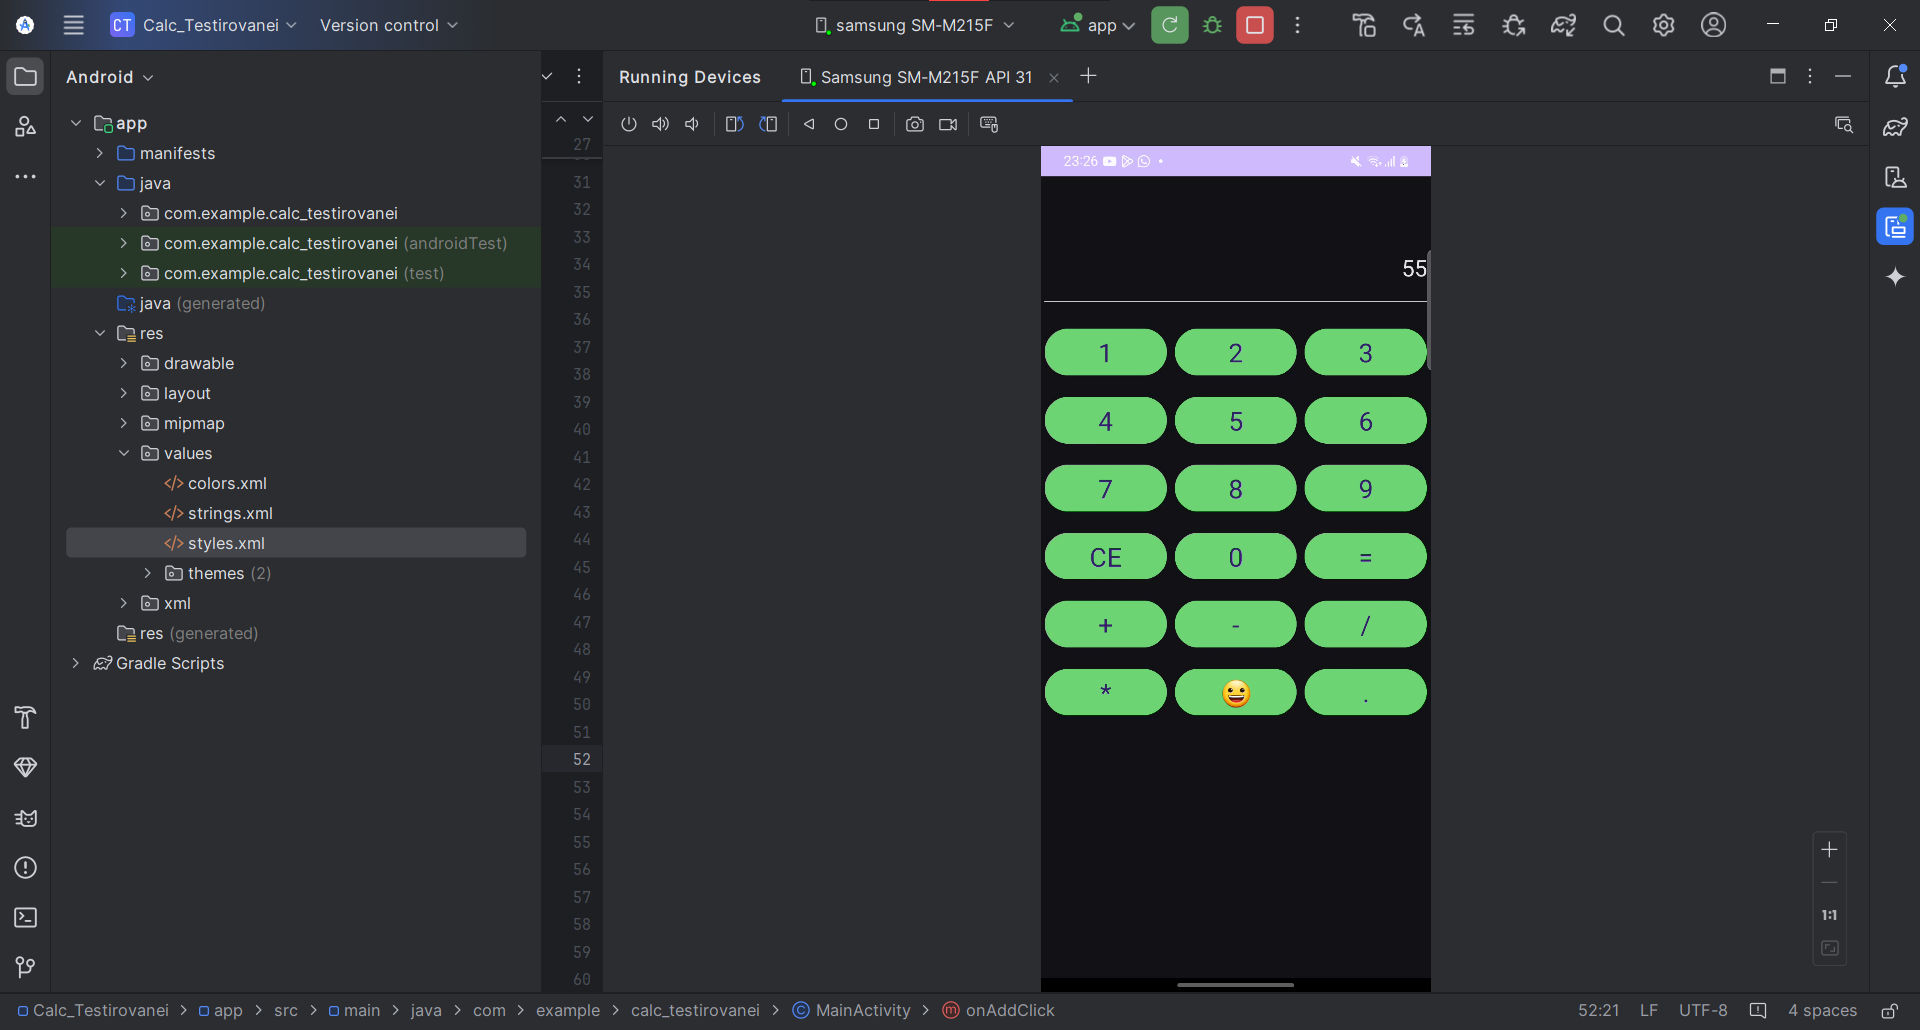 CT Calc_Testirovanei Version control samsung SM-M215F app
Android Running Devices Samsung SM-M215F API 31
app
manifests
java
com.example.calc_testirovanei
com.example.calc_testirovanei (androidTest)
com.example.calc_testirovanei (test)
java (generated)
res
drawable
layout
mipmap
values
colors.xml
strings.xml
styles.xml
themes (2)
xml
res (generated)
Gradle Scripts
27
31
32
33
34
35
36
37
38
39
40
41
42
43
44
45
46
47
48
49
50
51
52
53
54
55
56
57
58
59
60
23:26
55
1 2 3
4 5 6
7 8 9
CE 0 =
+ - /
* 😀 .
1:1
Calc_Testirovanei > app > src > main > java > com > example > calc_testirovanei > MainActivity > onAddClick 52:21 LF UTF-8 4 spaces